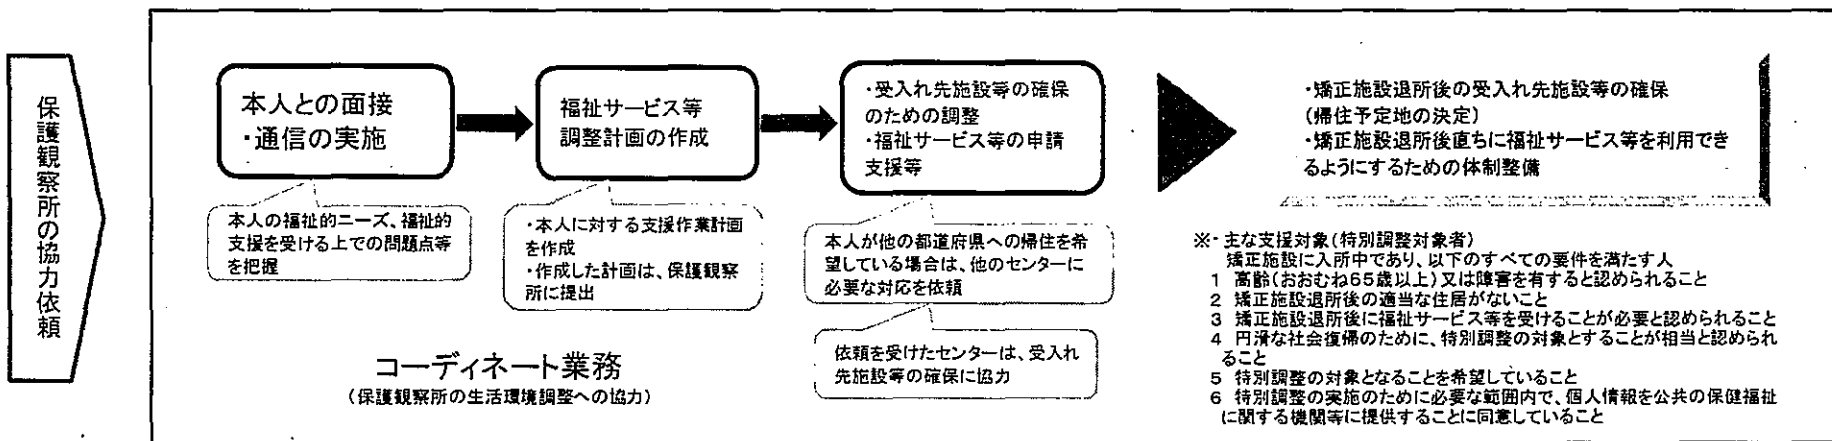 保護観察所の協力依頼
本人との面接
・通信の実施
福祉サービス等
調整計画の作成
・受入れ先施設等の確保
のための調整
・福祉サービス等の申請
支援等
・矯正施設退所後の受入れ先施設等の確保
(帰住予定地の決定)
・矯正施設退所後直ちに福祉サービス等を利用でき
るようにするための体制整備
本人の福祉的ニーズ、福祉的
支援を受ける上での問題点等
を把握
・本人に対する支援作業計画
を作成
・作成した計画は、保護観察
所に提出
本人が他の都道府県への帰住を希
望している場合は、他のセンターに
必要な対応を依頼
依頼を受けたセンターは、受入れ
先施設等の確保に協力
コーディネート業務
(保護観察所の生活環境調整への協力)
※・主な支援対象(特別調整対象者)
矯正施設に入所中であり、以下のすべての要件を満たす人
1 高齢(おおむね65歳以上)又は障害を有すると認められること
2 矯正施設退所後の適当な住居がないこと
3 矯正施設退所後に福祉サービス等を受けることが必要と認められること
4 円滑な社会復帰のために、特別調整の対象とすることが相当と認められ
ること
5 特別調整の対象となることを希望していること
6 特別調整の実施のために必要な範囲内で、個人情報を公共の保健福祉
に関する機関等に提供することに同意していること